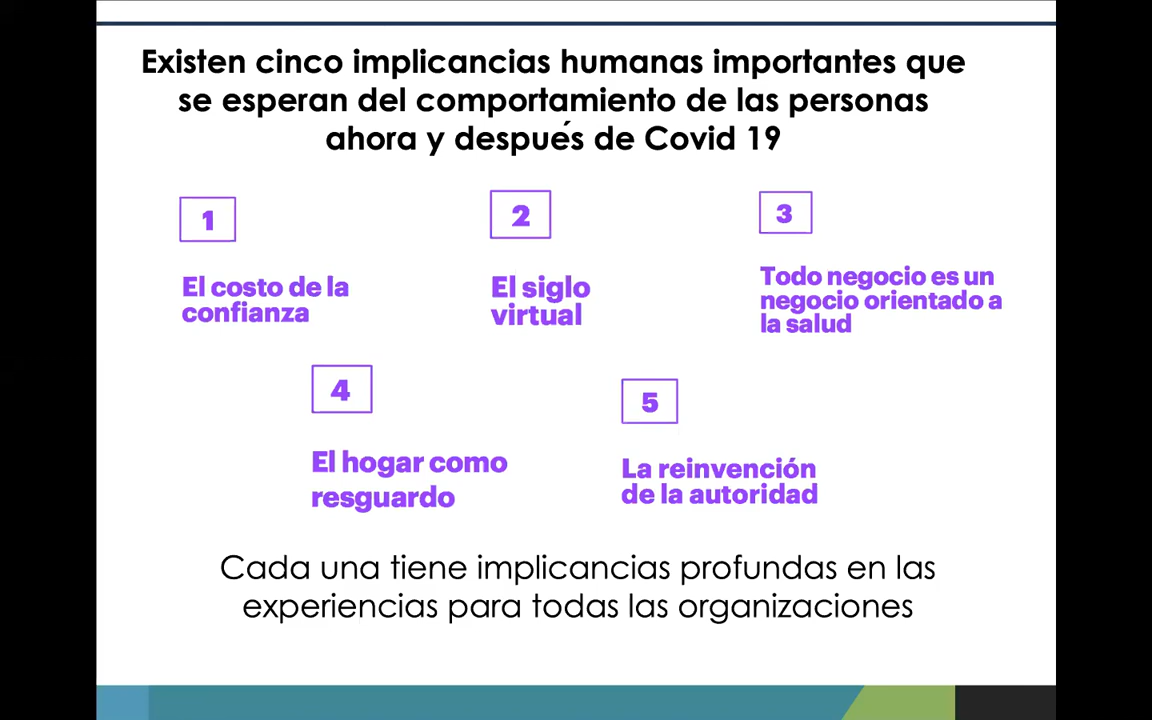 Existen cinco implicancias humanas importantes que
se esperan del comportamiento de las personas
ahora y después de Covid 19
1
El costo de la
confianza
2
El siglo
virtual
3
Todo negocio es un
negocio orientado a
la salud
4
El hogar como
resguardo
5
La reinvención
de la autoridad
Cada una tiene implicancias profundas en las
experiencias para todas las organizaciones